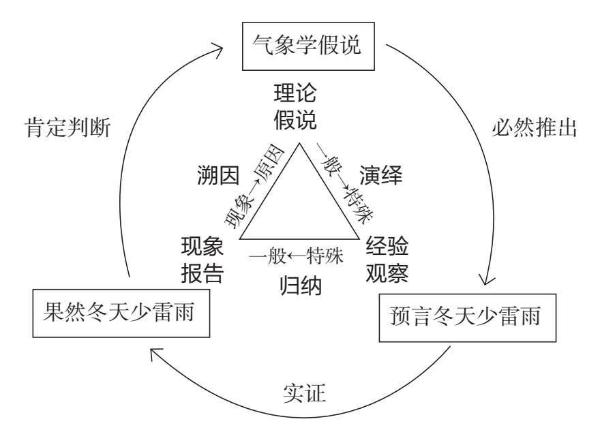 气象学假说
理论
假说
肯定判断
必然推出
溯因
现象→原因
一般→特殊
演绎
现象
报告
一般←特殊
归纳
经验
观察
果然冬天少雷雨
预言冬天少雷雨
实证